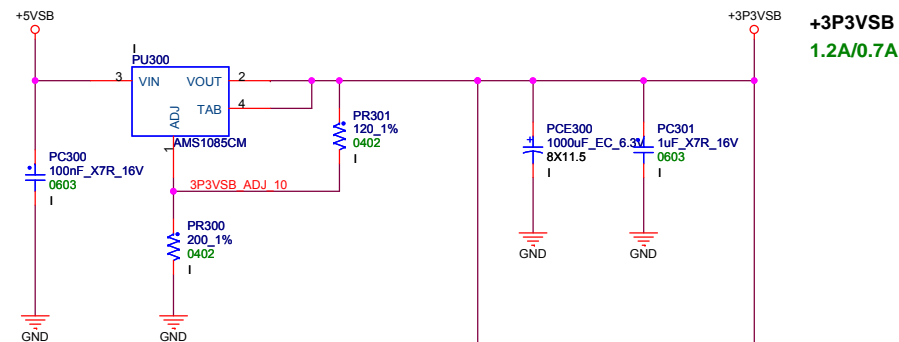 +5VSB
+3P3VSB
+3P3VSB
1.2A/0.7A
I
PU300
3
VIN
VOUT
2
TAB
4
ADJ
1
AMS1085CM
PR301
120_1%
0402
I
PC300
100nF_X7R_16V
0603
I
3P3VSB_ADJ_10
PR300
200_1%
0402
I
PCE300
1000uF_EC_6.3V
8X11.5
I
PC301
1uF_X7R_16V
0603
I
GND
GND
GND
GND